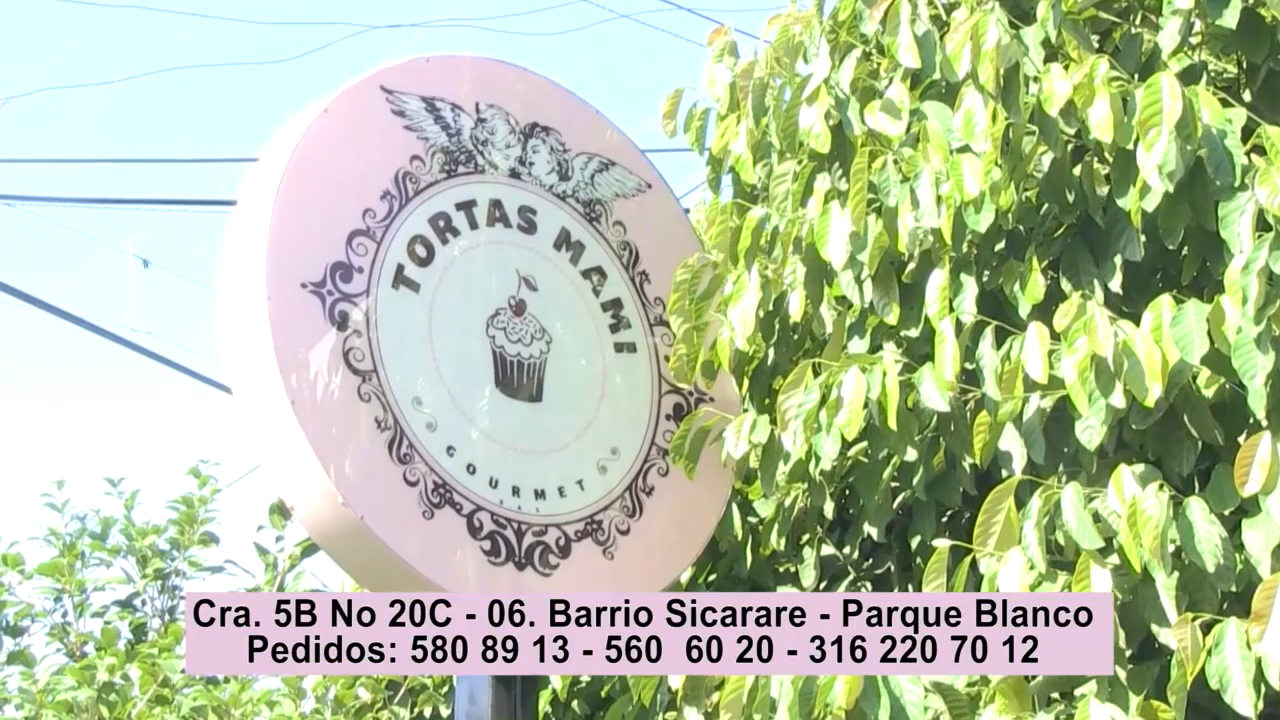 TORTAS MAMI
GOURMET
Cra. 5B No 20C - 06. Barrio Sicarare - Parque Blanco
Pedidos: 580 89 13 - 560 60 20 - 316 220 70 12